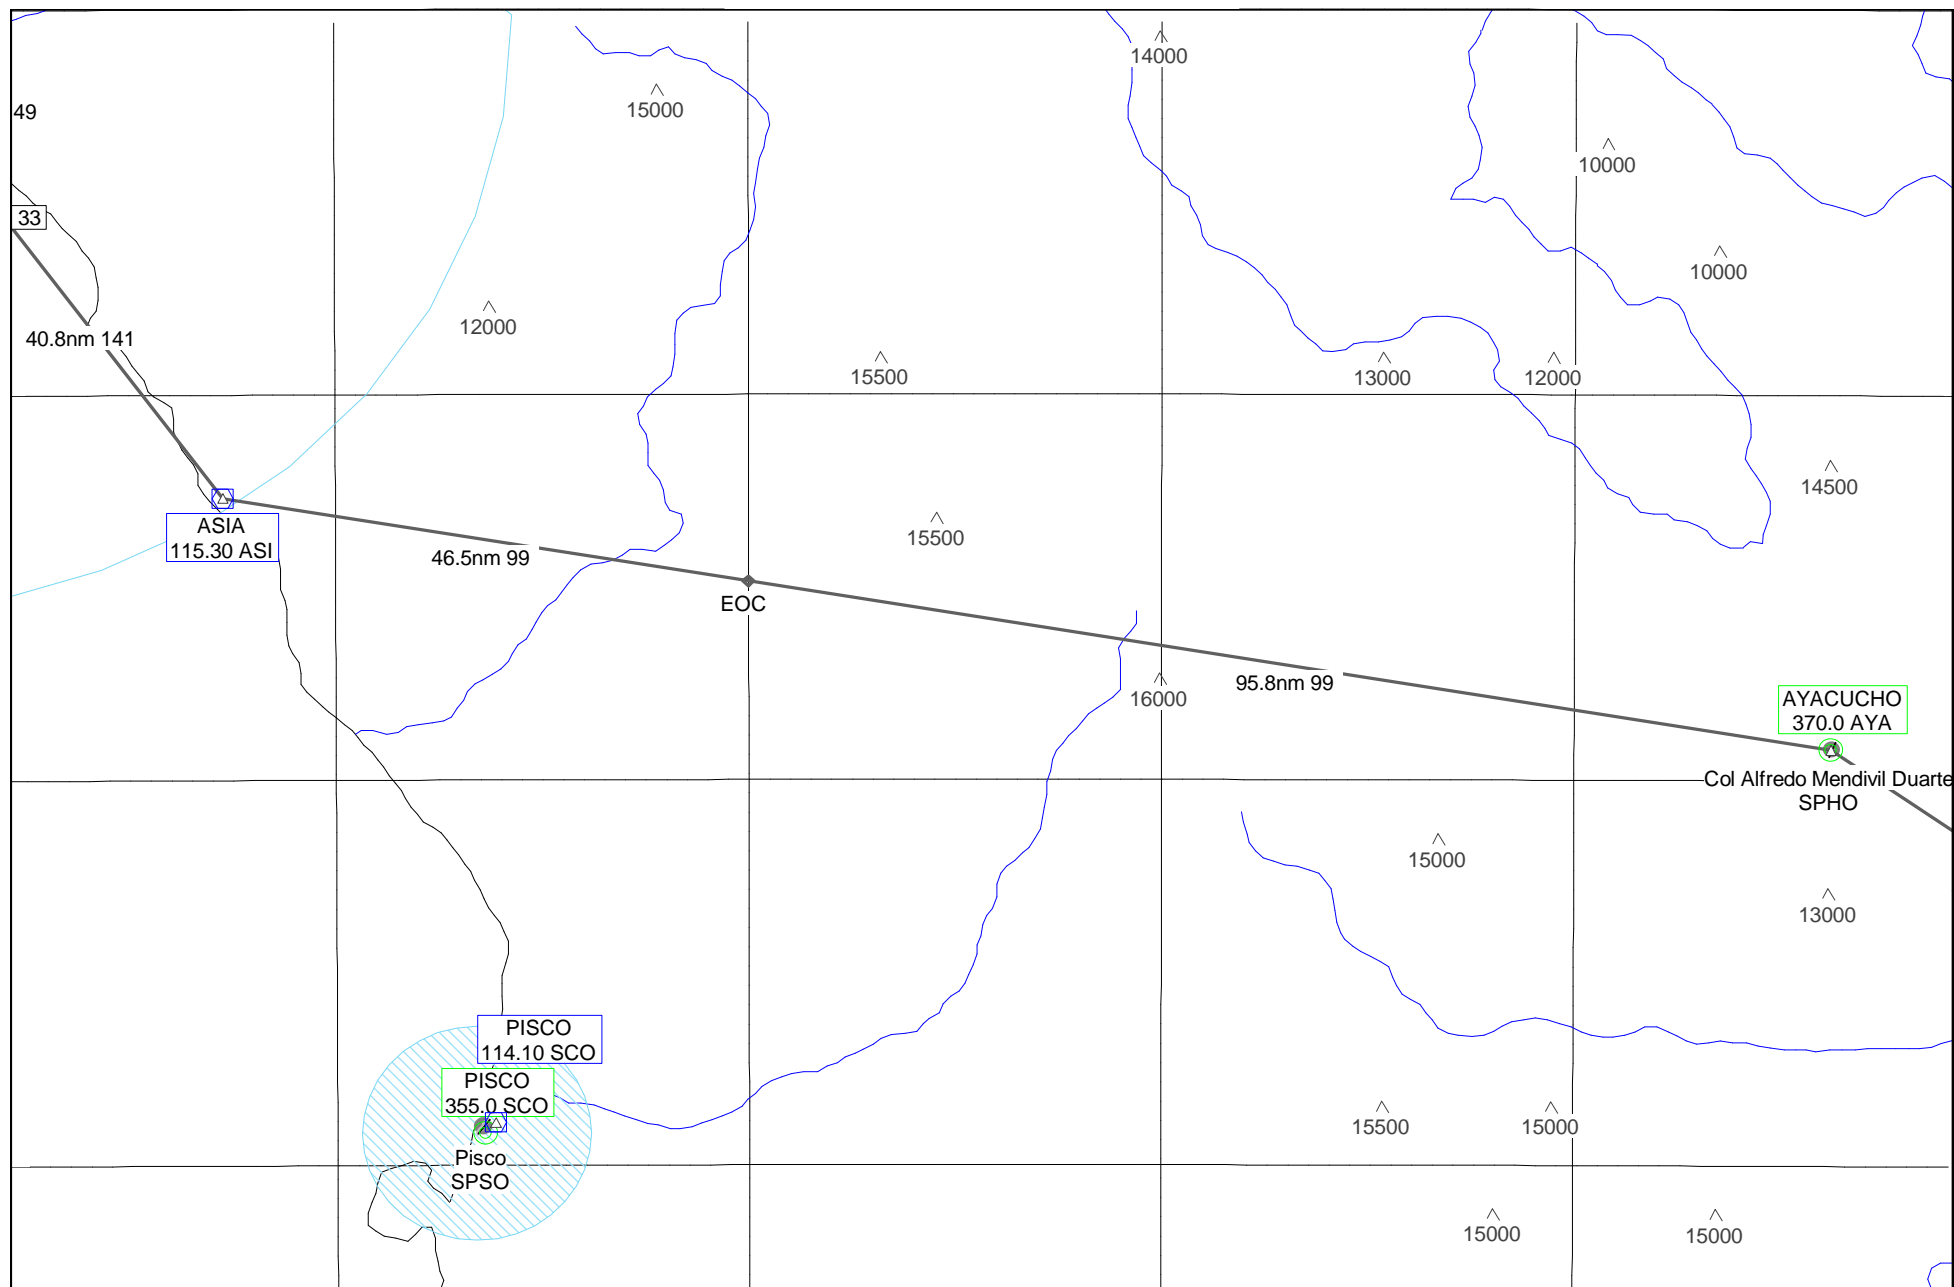 14000
15000
49
10000
33
10000
12000
40.8nm 141
15500
13000
12000
14500
ASIA
115.30 ASI
15500
46.5nm 99
EOC
95.8nm 99
16000
AYACUCHO
370.0 AYA
Col Alfredo Mendivil Duarte
SPHO
15000
13000
PISCO
114.10 SCO
PISCO
355.0 SCO
15500
15000
Pisco
SPSO
15000
15000